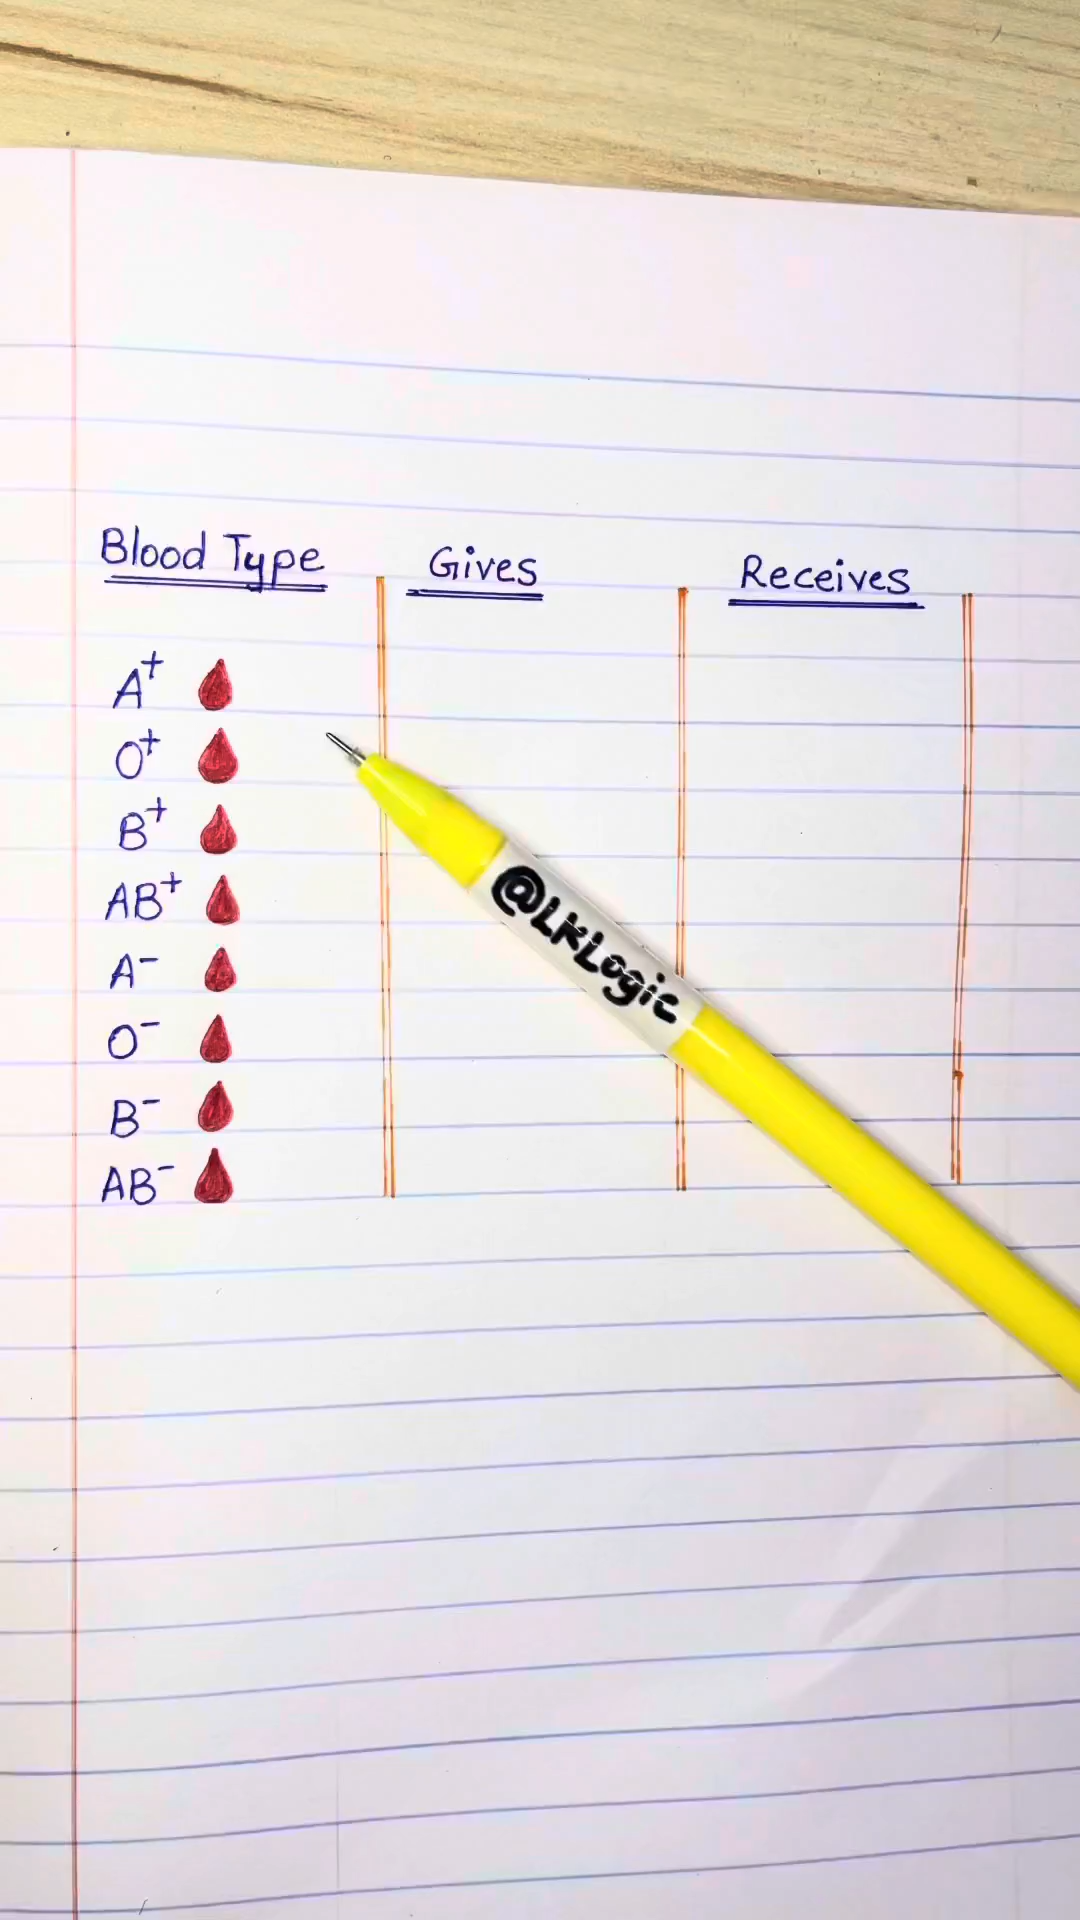 Blood Type Gives Receives
A⁺
O⁺
B⁺
AB⁺
A⁻
O⁻
B⁻
AB⁻
@LKLogic